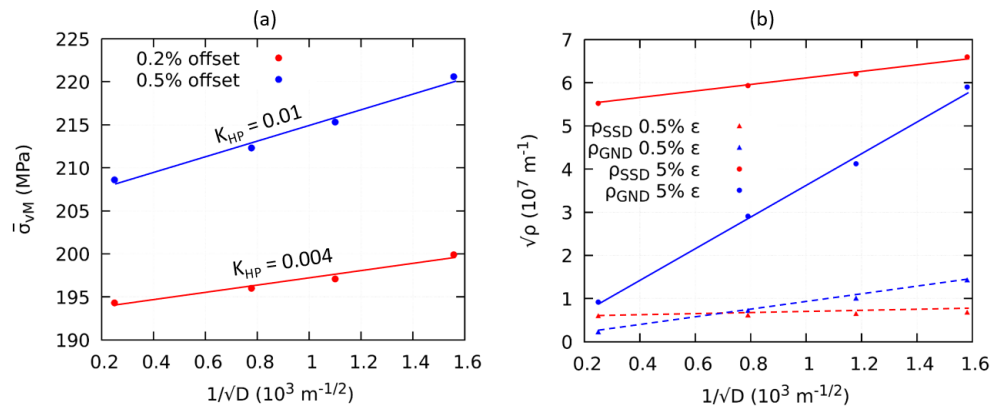 (a)
225
220
215
210
205
200
195
190
0.2% offset
0.5% offset
K_HP = 0.01
K_HP = 0.004
σ̅_vM (MPa)
0.2 0.4 0.6 0.8 1 1.2 1.4 1.6
1/√D (10³ m⁻¹/²)
(b)
7
6
5
4
3
2
1
0
ρ_SSD 0.5% ε
ρ_GND 0.5% ε
ρ_SSD 5% ε
ρ_GND 5% ε
√ρ (10⁷ m⁻¹)
0.2 0.4 0.6 0.8 1 1.2 1.4 1.6
1/√D (10³ m⁻¹/²)